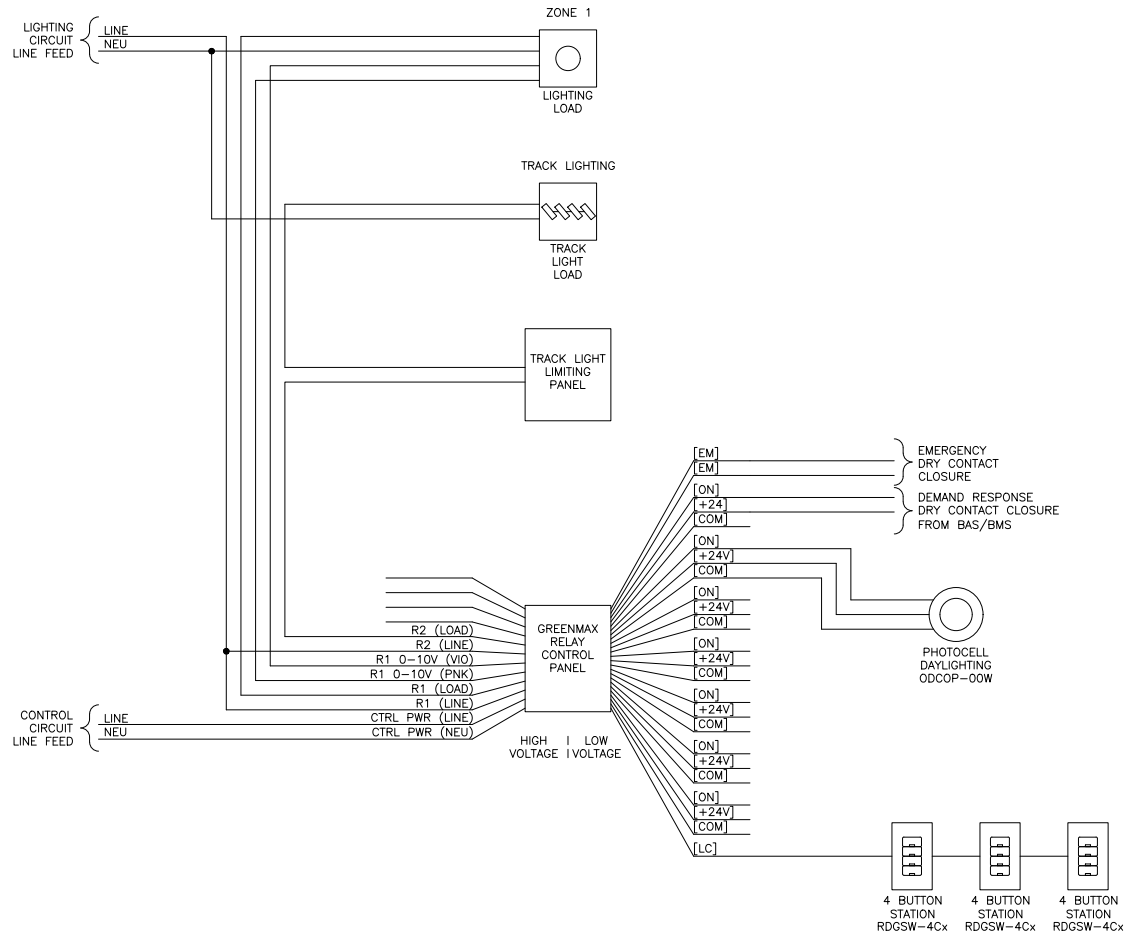 ZONE 1
LIGHTING
CIRCUIT
LINE FEED
LINE
NEU
LIGHTING
LOAD
TRACK LIGHTING
TRACK
LIGHT
LOAD
TRACK LIGHT
LIMITING
PANEL
[EM]
[EM]
EMERGENCY
DRY CONTACT
CLOSURE
[ON]
[+24]
[COM]
DEMAND RESPONSE
DRY CONTACT CLOSURE
FROM BAS/BMS
[ON]
[+24V]
[COM]
[ON]
[+24V]
[COM]
[ON]
[+24V]
[COM]
[ON]
[+24V]
[COM]
[ON]
[+24V]
[COM]
[ON]
[+24V]
[COM]
[LC]
PHOTOCELL
DAYLIGHTING
ODCOP-00W
R2 (LOAD)
R2 (LINE)
R1 0-10V (VIO)
R1 0-10V (PNK)
R1 (LOAD)
R1 (LINE)
CTRL PWR (LINE)
CTRL PWR (NEU)
GREENMAX
RELAY
CONTROL
PANEL
CONTROL
CIRCUIT
LINE FEED
LINE
NEU
HIGH | LOW
VOLTAGE | VOLTAGE
4 BUTTON
STATION
RDGSW-4Cx
4 BUTTON
STATION
RDGSW-4Cx
4 BUTTON
STATION
RDGSW-4Cx